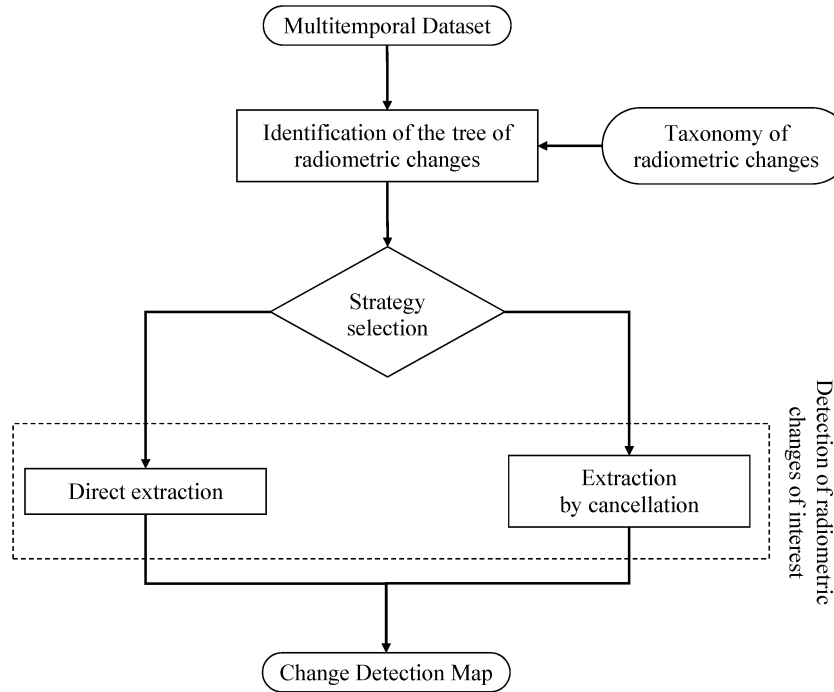 Multitemporal Dataset
Identification of the tree of
radiometric changes
Taxonomy of
radiometric changes
Strategy
selection
Detection of radiometric
changes of interest
Direct extraction
Extraction
by cancellation
Change Detection Map